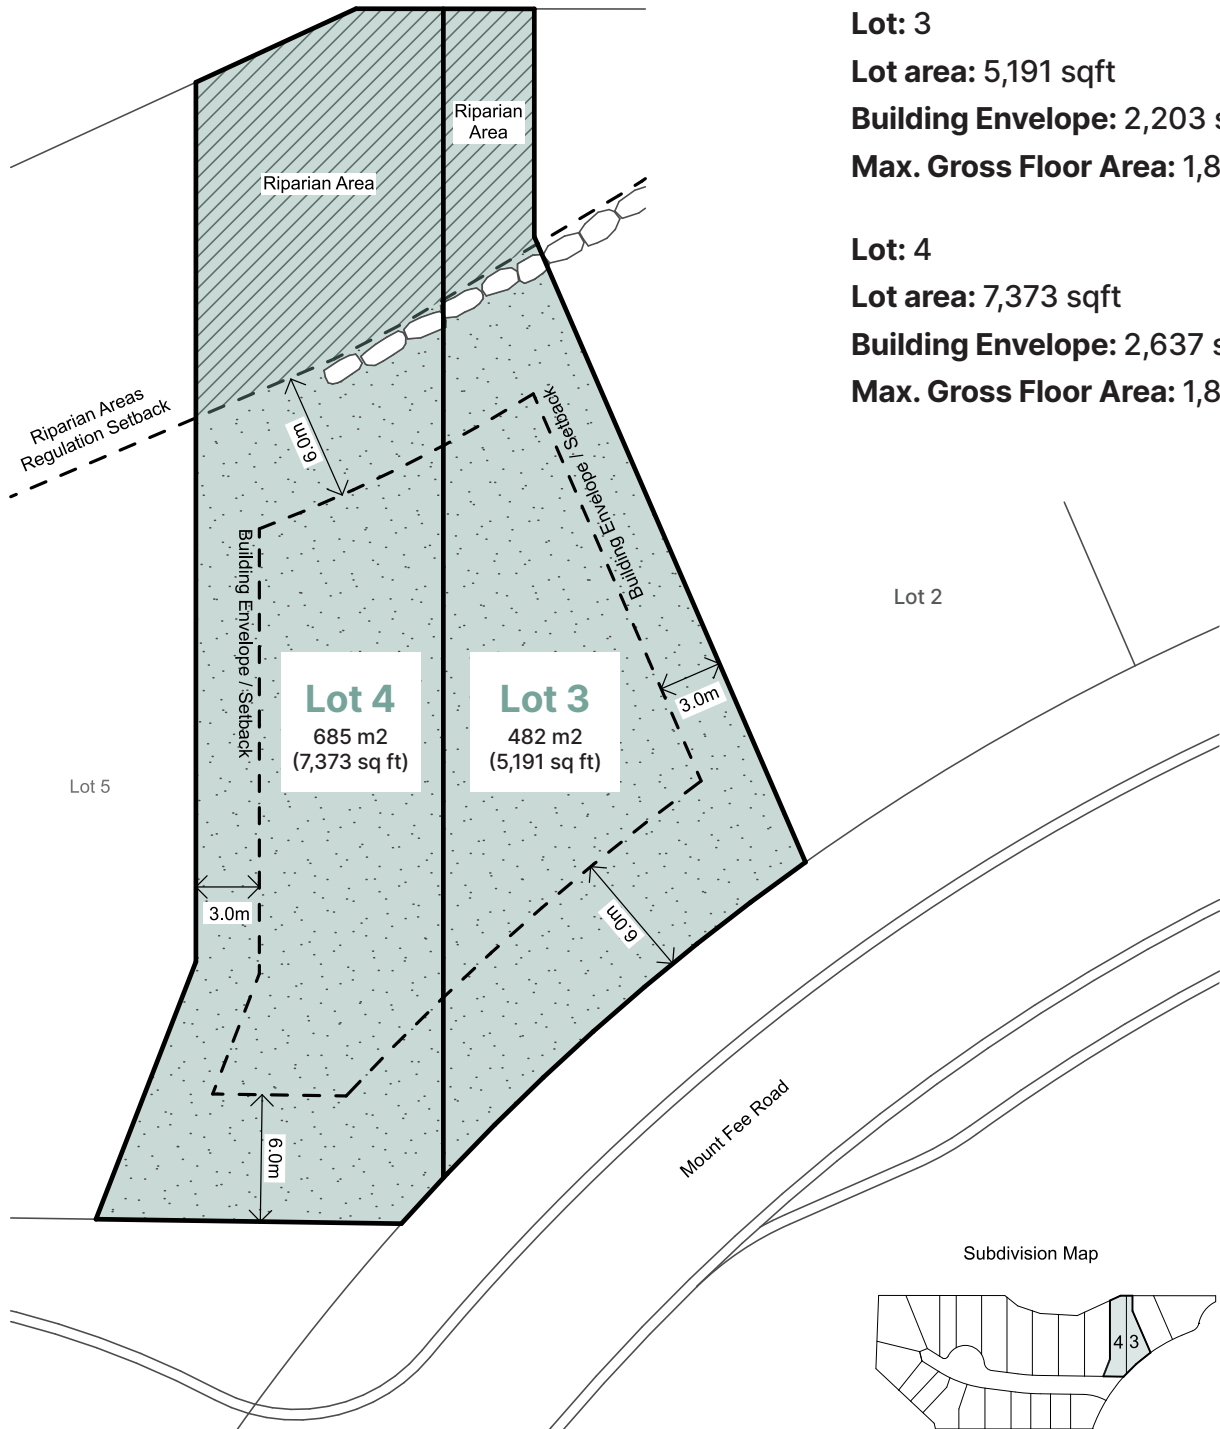 Lot: 3
Lot area: 5,191 sqft
Building Envelope: 2,203
Max. Gross Floor Area: 1,8
Lot: 4
Lot area: 7,373 sqft
Building Envelope: 2,637
Max. Gross Floor Area: 1,8
Riparian
Area
Riparian Area
Riparian Areas
Regulation Setback
6.0m
Building Envelope / Setback
Building Envelope / Setback
Lot 2
Lot 4
685 m2
(7,373 sq ft)
Lot 3
482 m2
(5,191 sq ft)
3.0m
Lot 5
3.0m
6.0m
6.0m
Mount Fee Road
Subdivision Map
4 3